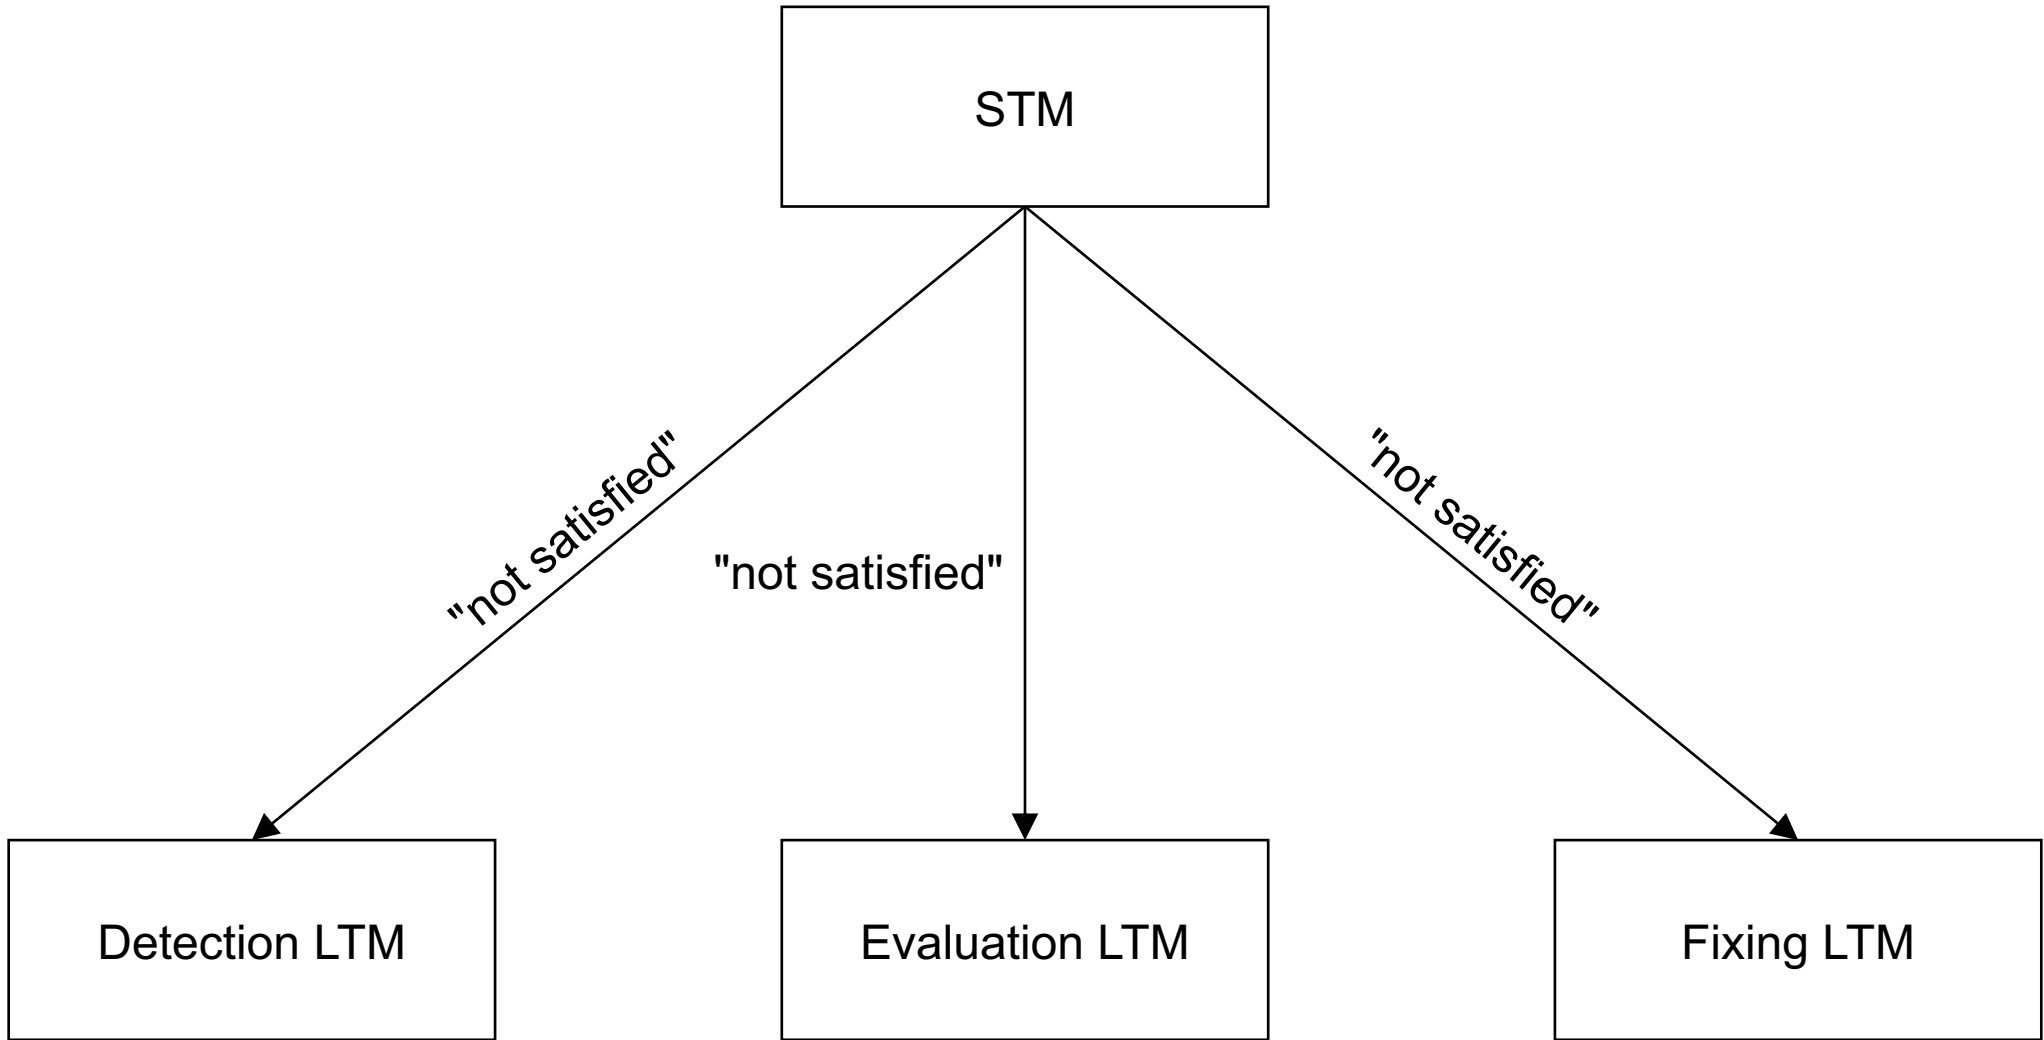 STM
"not satisfied"
"not satisfied"
"not satisfied"
Detection LTM
Evaluation LTM
Fixing LTM